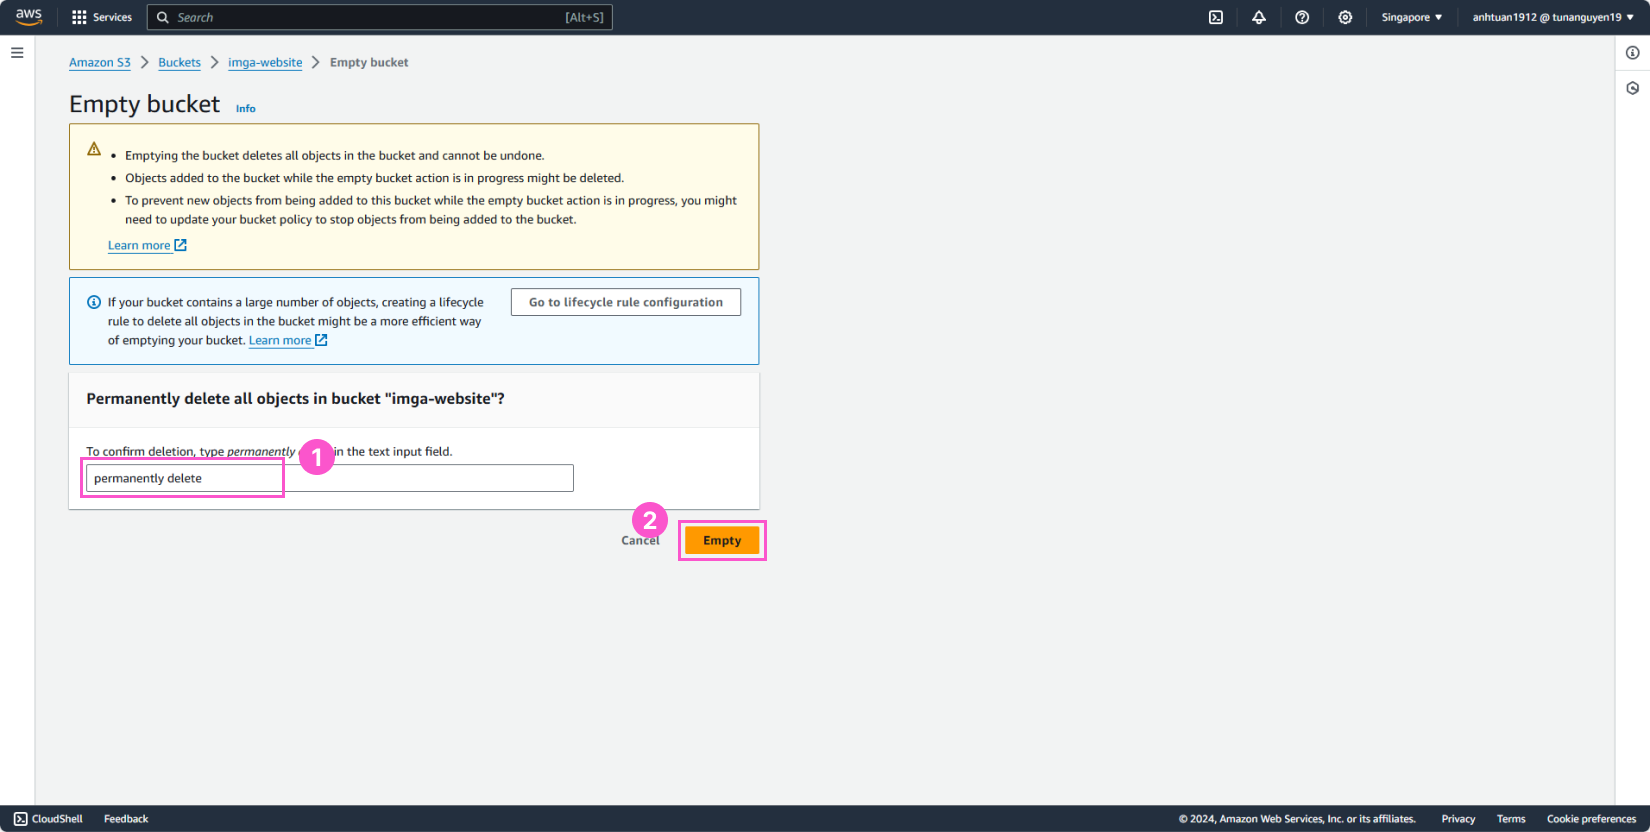 aws
Services
Search
[Alt+S]
Singapore
anhtuan1912 @ tunanguyen19
Amazon S3
Buckets
imga-website
Empty bucket
Empty bucket
Info
Emptying the bucket deletes all objects in the bucket and cannot be undone.
Objects added to the bucket while the empty bucket action is in progress might be deleted.
To prevent new objects from being added to this bucket while the empty bucket action is in progress, you might
need to update your bucket policy to stop objects from being added to the bucket.
Learn more
If your bucket contains a large number of objects, creating a lifecycle
rule to delete all objects in the bucket might be a more efficient way
of emptying your bucket. Learn more
Go to lifecycle rule configuration
Permanently delete all objects in bucket "imga-website"?
To confirm deletion, type permanently in the text input field.
1
permanently delete
2
Cancel
Empty
CloudShell
Feedback
© 2024, Amazon Web Services, Inc. or its affiliates.
Privacy
Terms
Cookie preferences